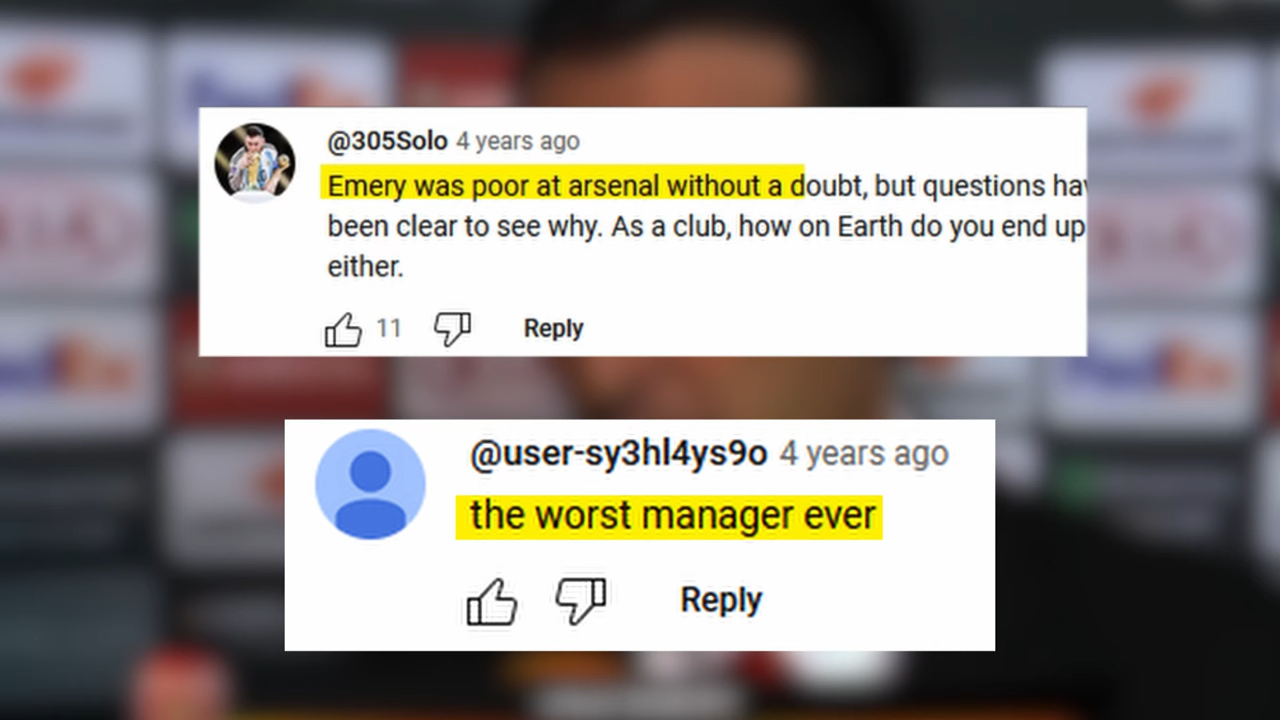 @305Solo 4 years ago
Emery was poor at arsenal without a doubt, but questions hav
been clear to see why. As a club, how on Earth do you end up
either.
11 Reply
@user-sy3hl4ys9o 4 years ago
the worst manager ever
Reply